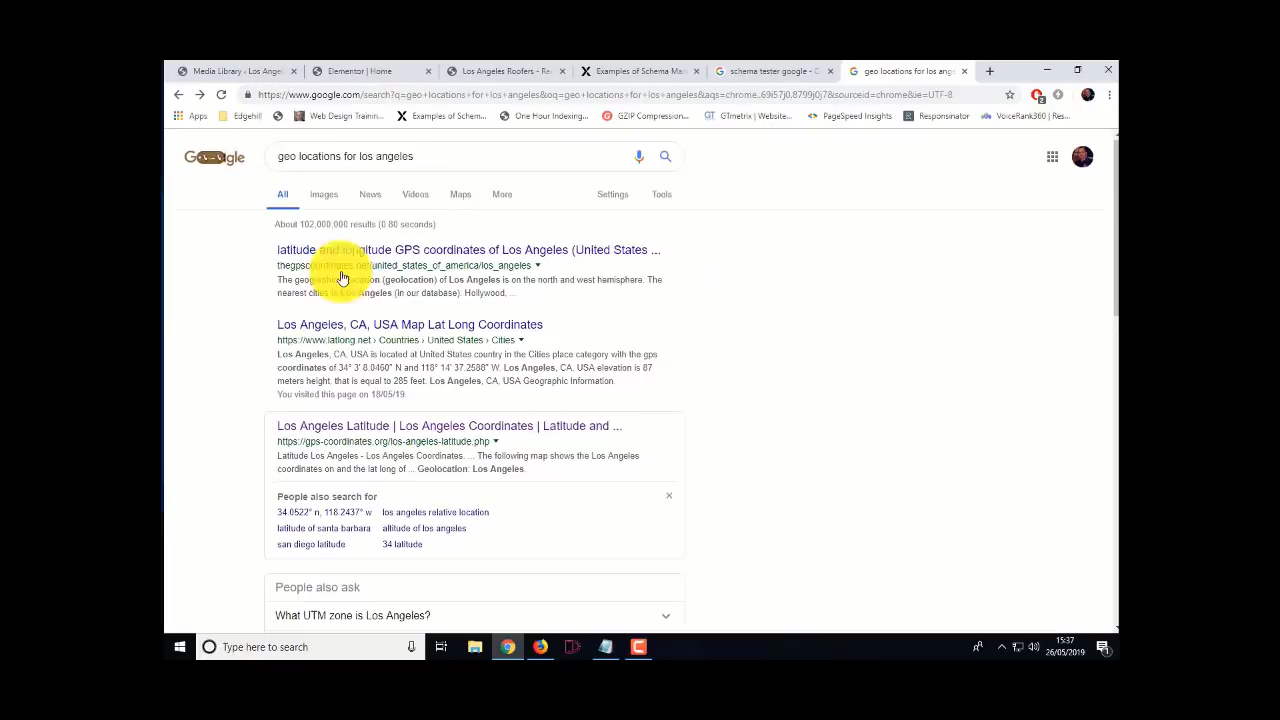 Media Library ‹ Los Angel
Elementor | Home
Los Angeles Roofers - Re
Examples of Schema Mar
schema tester google - G
geo locations for los ang
https://www.google.com/search?q=geo+locations+for+los+angeles&oq=geo+locations+for+los+angeles&aqs=chrome..69i57j0.8799j0j7&sourceid=chrome&ie=UTF-8
Apps
Edgehill
Web Design Trainin...
Examples of Schem...
One Hour Indexing...
GZIP Compression...
GTmetrix | Website...
PageSpeed Insights
Responsinator
VoiceRank360 | Res...
geo locations for los angeles
All
Images
News
Videos
Maps
More
Settings
Tools
About 102,000,000 results (0.80 seconds)
latitude and longitude GPS coordinates of Los Angeles (United States ...
thegpscoordinates.net/united_states_of_america/los_angeles
The geographic location (geolocation) of Los Angeles is on the north and west hemisphere. The
nearest cities to Los Angeles (in our database). Hollywood, ...
Los Angeles, CA, USA Map Lat Long Coordinates
https://www.latlong.net › Countries › United States › Cities
Los Angeles, CA, USA is located at United States country in the Cities place category with the gps
coordinates of 34° 3' 8.0460'' N and 118° 14' 37.2588'' W. Los Angeles, CA, USA elevation is 87
meters height, that is equal to 285 feet. Los Angeles, CA, USA Geographic Information.
You visited this page on 18/05/19.
Los Angeles Latitude | Los Angeles Coordinates | Latitude and ...
https://gps-coordinates.org/los-angeles-latitude.php
Latitude Los Angeles - Los Angeles Coordinates. ... The following map shows the Los Angeles
coordinates on and the lat long of ... Geolocation: Los Angeles.
People also search for
34.0522° n, 118.2437° w
los angeles relative location
latitude of santa barbara
altitude of los angeles
san diego latitude
34 latitude
People also ask
What UTM zone is Los Angeles?
Type here to search
15:37
26/05/2019